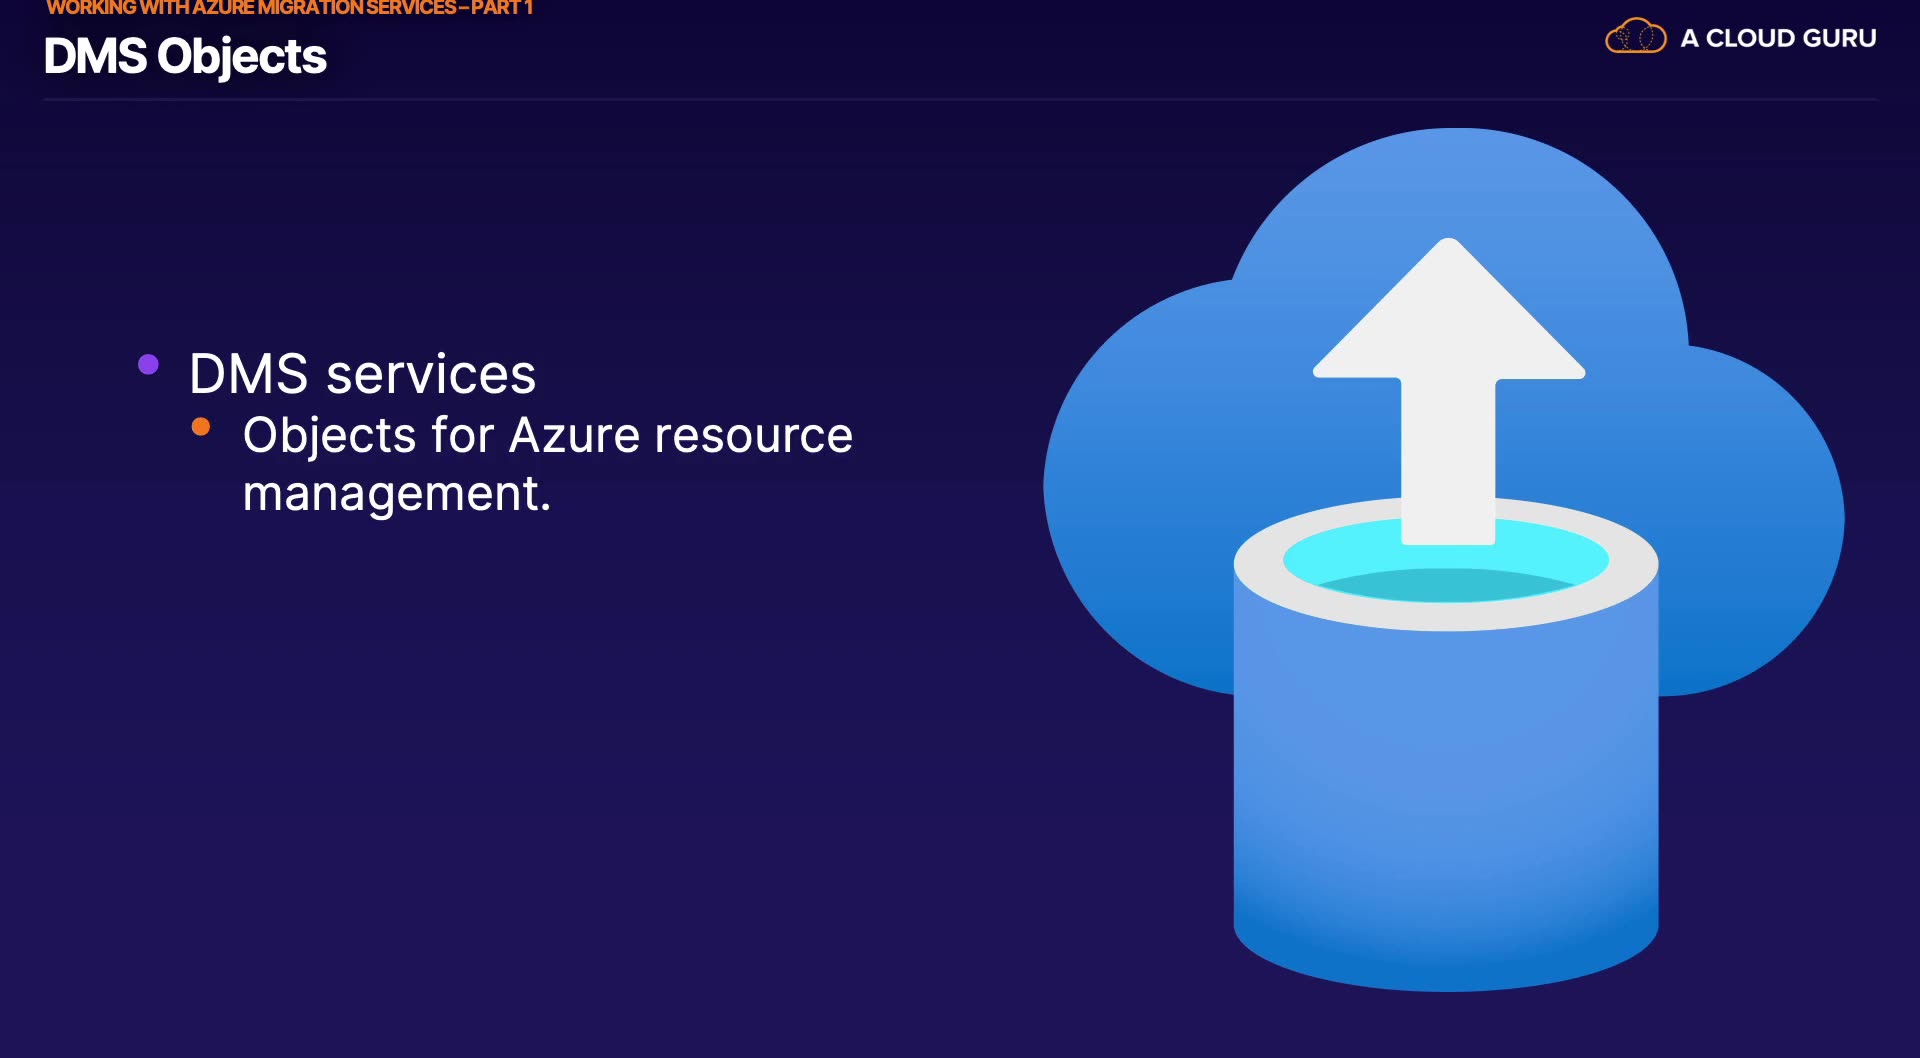 WORKING WITH AZURE MIGRATION SERVICES – PART 1
DMS Objects
A CLOUD GURU
DMS services
Objects for Azure resource
management.